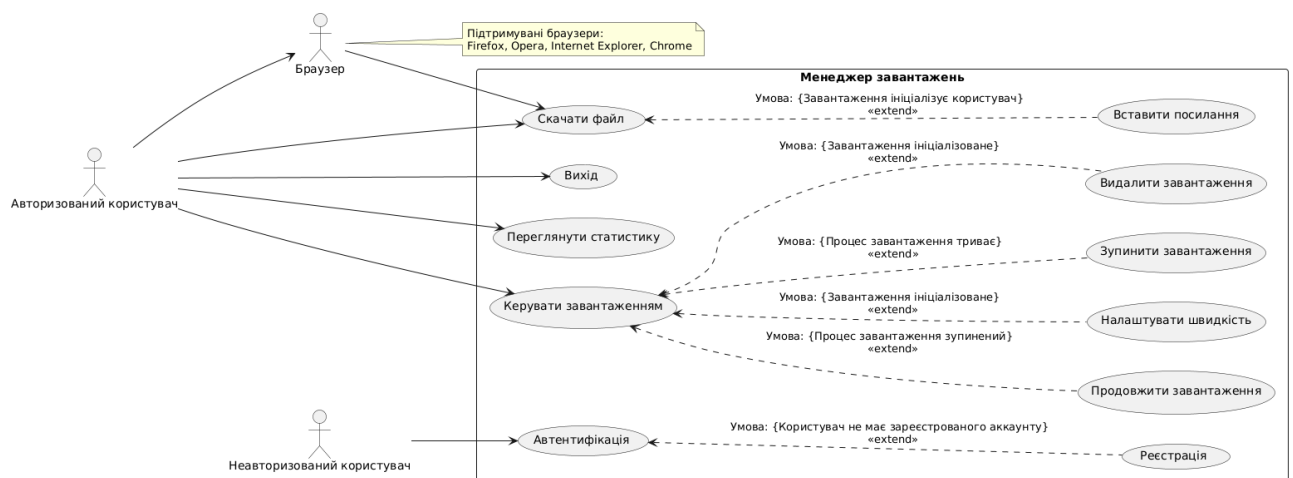 Підтримувані браузери:
Firefox, Opera, Internet Explorer, Chrome
Браузер
Менеджер завантажень
Умова: {Завантаження ініціалізує користувач}
«extend»
Скачати файл
Вставити посилання
Умова: {Завантаження ініціалізоване}
«extend»
Вихід
Видалити завантаження
Авторизований користувач
Переглянути статистику
Умова: {Процес завантаження триває}
«extend»
Зупинити завантаження
Керувати завантаженням
Умова: {Завантаження ініціалізоване}
«extend»
Налаштувати швидкість
Умова: {Процес завантаження зупинений}
«extend»
Продовжити завантаження
Умова: {Користувач не має зареєстрованого аккаунту}
«extend»
Автентифікація
Реєстрація
Неавторизований користувач